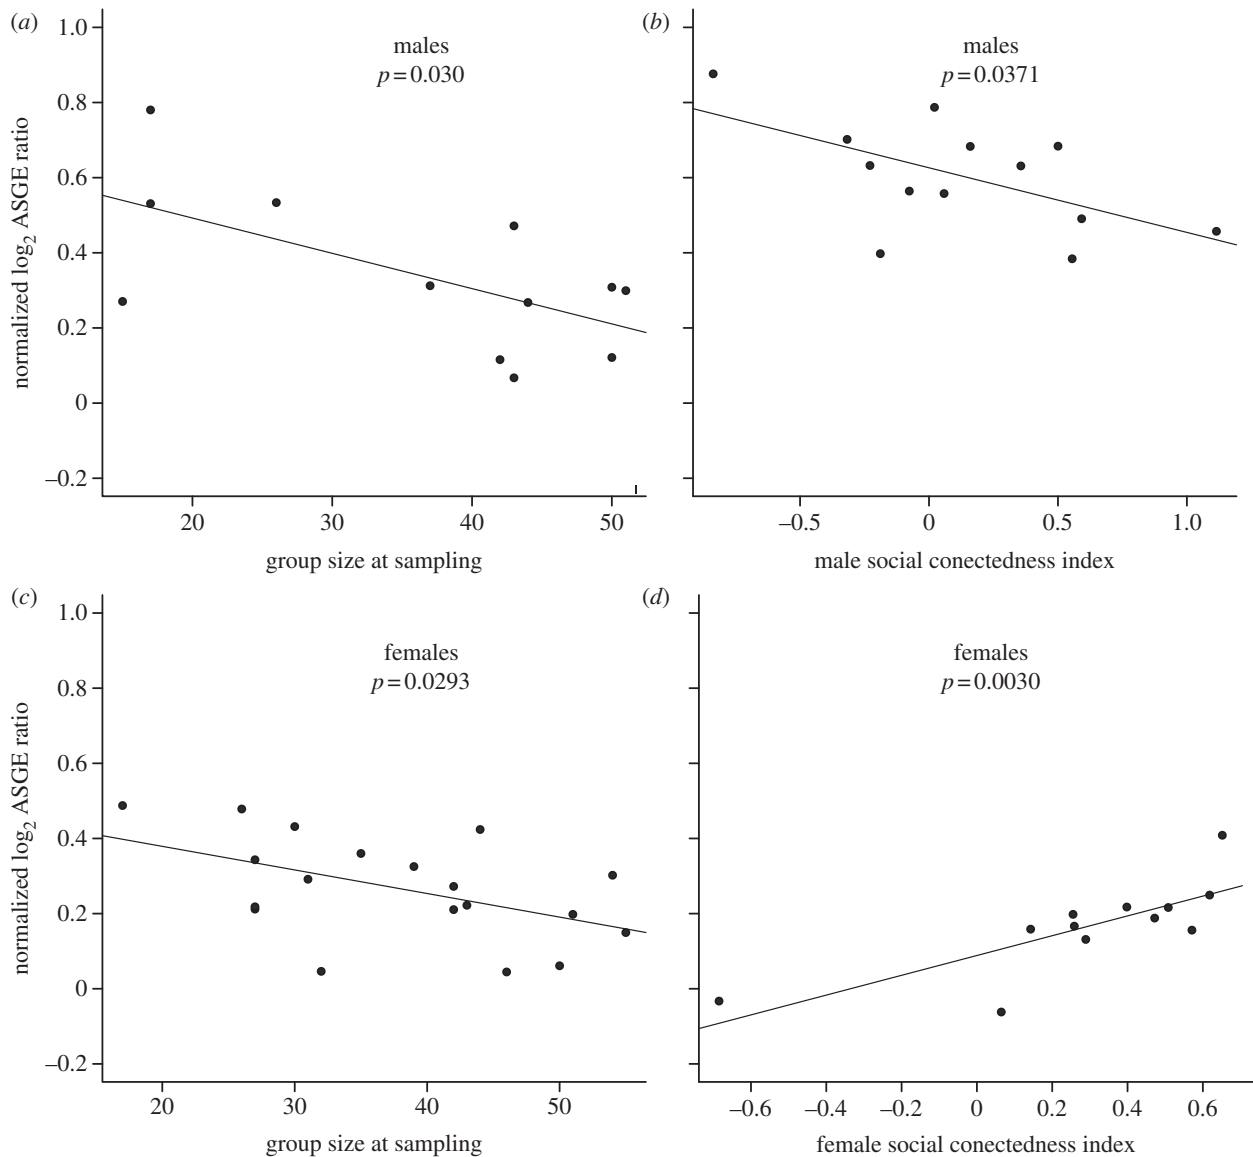 (a)
males
p=0.030
1.0
0.8
0.6
0.4
0.2
0
–0.2
normalized log2 ASGE ratio
20
30
40
50
group size at sampling
(b)
males
p=0.0371
–0.5
0
0.5
1.0
male social conectedness index
(c)
females
p=0.0293
1.0
0.8
0.6
0.4
0.2
0
–0.2
normalized log2 ASGE ratio
20
30
40
50
group size at sampling
(d)
females
p=0.0030
–0.6
–0.4
–0.2
0
0.2
0.4
0.6
female social conectedness index